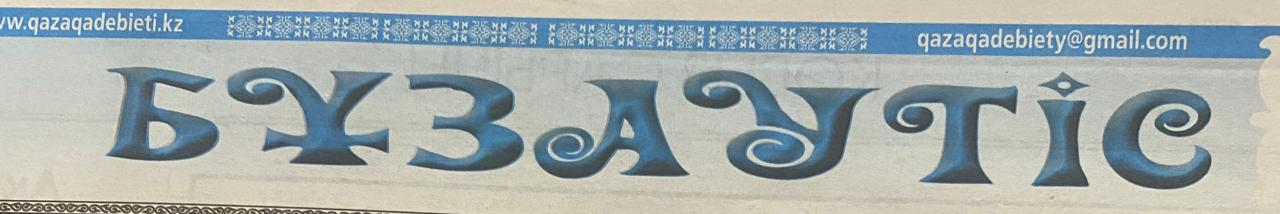 ww.qazaqadebieti.kz
qazaqadebiety@gmail.com
БҰЗАУТІС